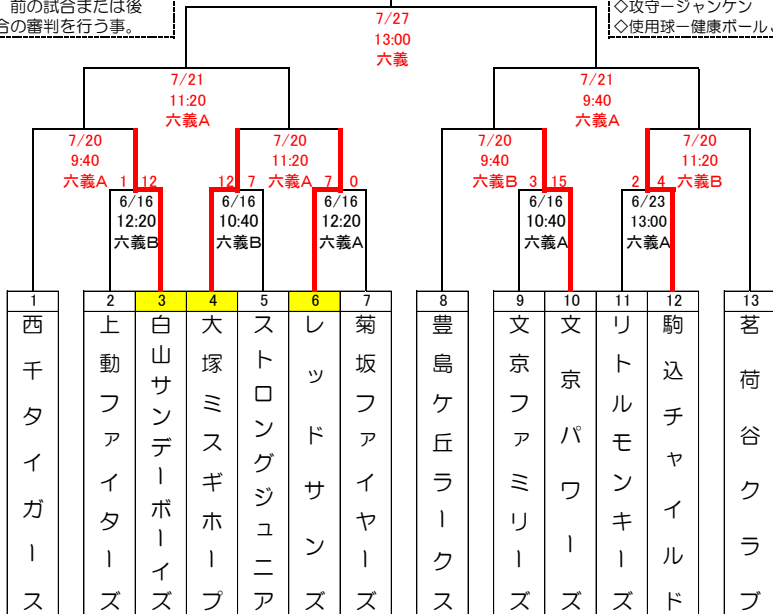 前の試合または後
合の審判を行う事。
◇攻守－ジャンケン
◇使用球－健康ボール
7/27
13:00
六義
7/21
11:20
六義A
7/21
9:40
六義A
7/20
9:40
六義A
7/20
11:20
六義A
7/20
9:40
六義B
7/20
11:20
六義B
1 12
12 7
7 0
3 15
2 4
6/16
12:20
六義B
6/16
10:40
六義B
6/16
12:20
六義A
6/16
10:40
六義A
6/23
13:00
六義A
1 西千タイガース
2 上動ファイターズ
3 白山サンデーボーイズ
4 大塚ミスギホープ
5 ストロングジュニア
6 レッドサンズ
7 菊坂ファイヤーズ
8 豊島ケ丘ラークス
9 文京ファミリーズ
10 文京パワーズ
11 リトルモンキーズ
12 駒込チャイルド
13 茗荷谷クラブ